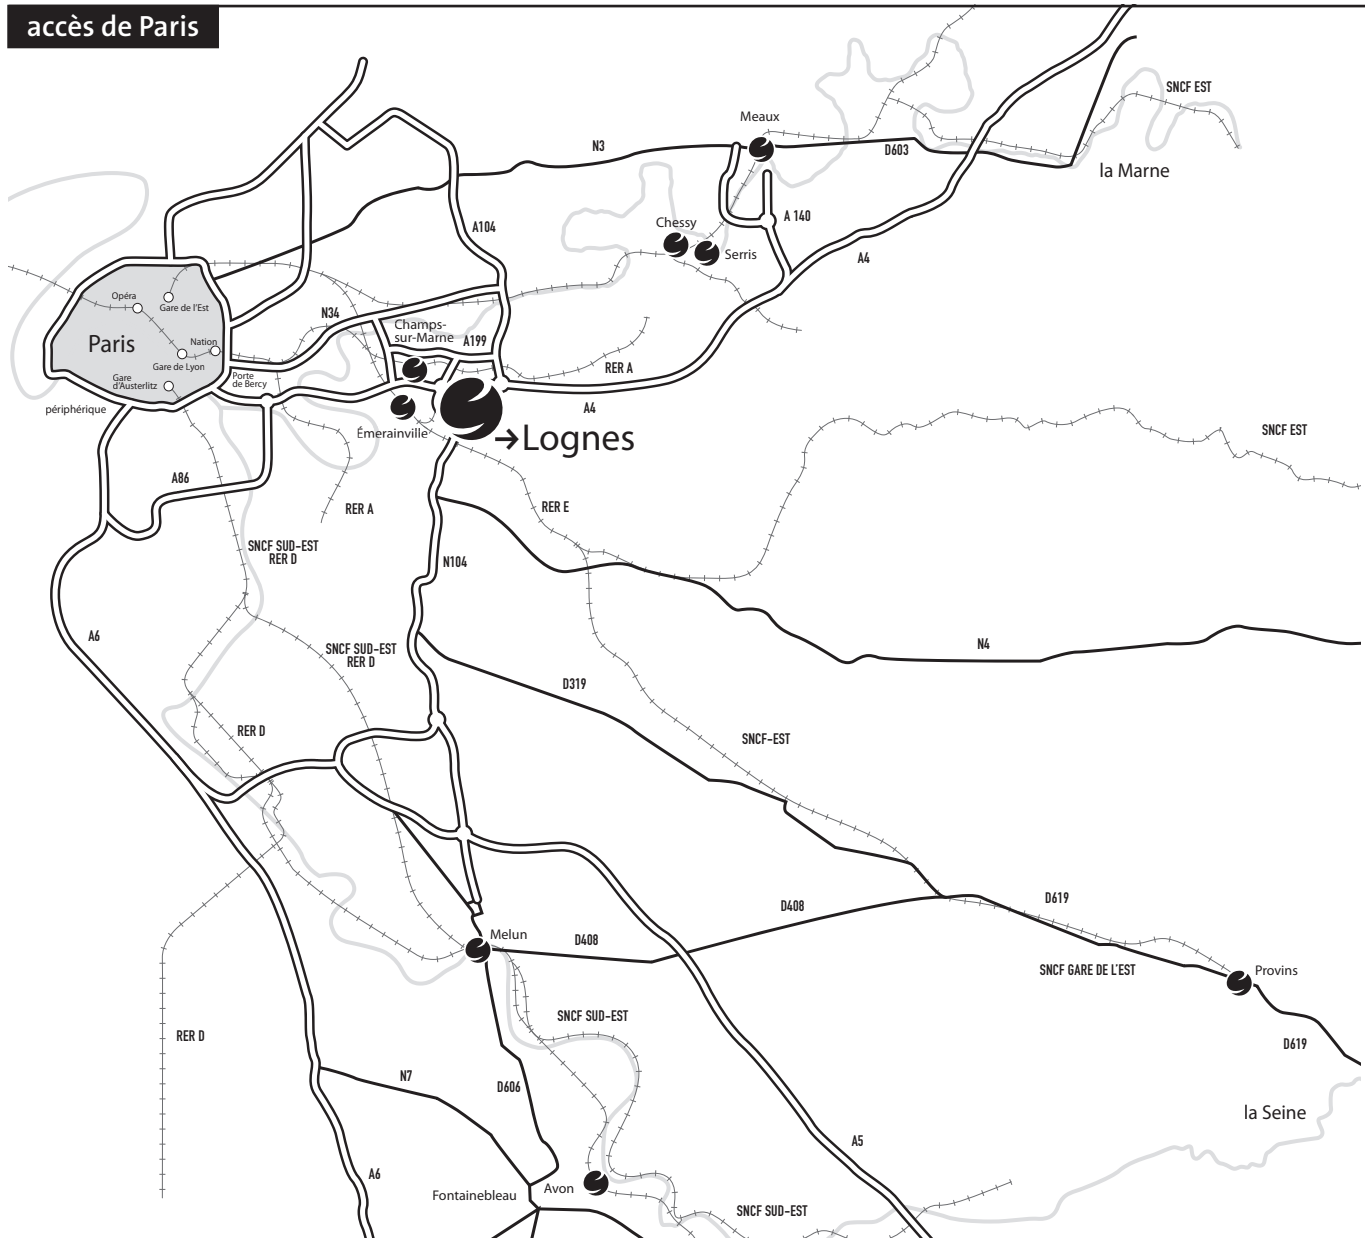 accès de Paris
SNCF EST
Meaux
N3
D603
la Marne
A 140
Chessy
A104
Serris
A4
Opéra
Gare de l'Est
N34
Champs-
sur-Marne
A199
Paris
Nation
Gare de Lyon
RER A
Porte
de Bercy
Gare
d'Austerlitz
périphérique
A4
Émerainville
→Lognes
SNCF EST
A86
RER A
RER E
SNCF SUD-EST
RER D
N104
A6
SNCF SUD-EST
RER D
N4
D319
RER D
SNCF-EST
D408
D619
Melun
D408
SNCF GARE DE L'EST
Provins
SNCF SUD-EST
RER D
D619
N7
D606
la Seine
A5
A6
Fontainebleau
Avon
SNCF SUD-EST